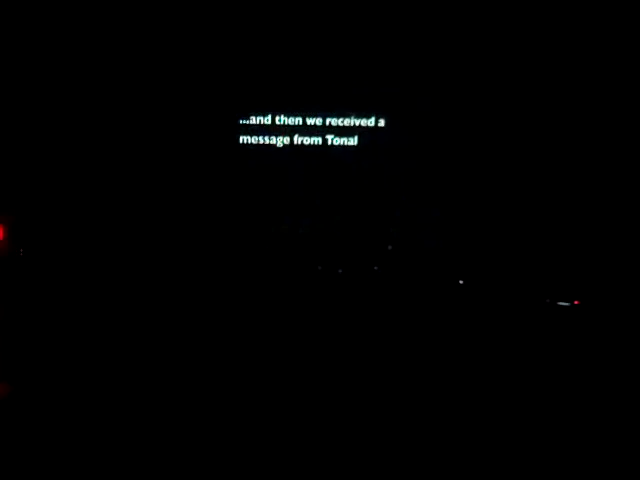 ...and then we received a
message from Tonal